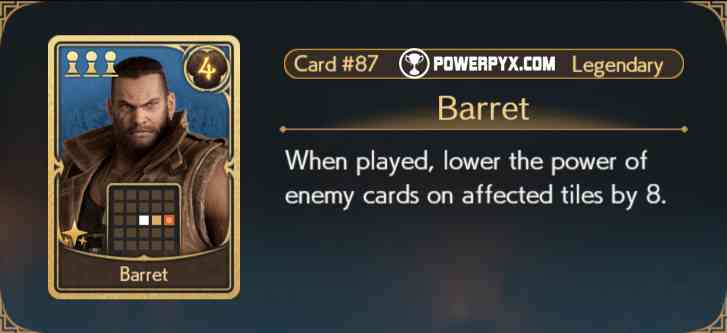 4
Barret
Card #87 POWERPYX.COM Legendary
Barret
When played, lower the power of
enemy cards on affected tiles by 8.